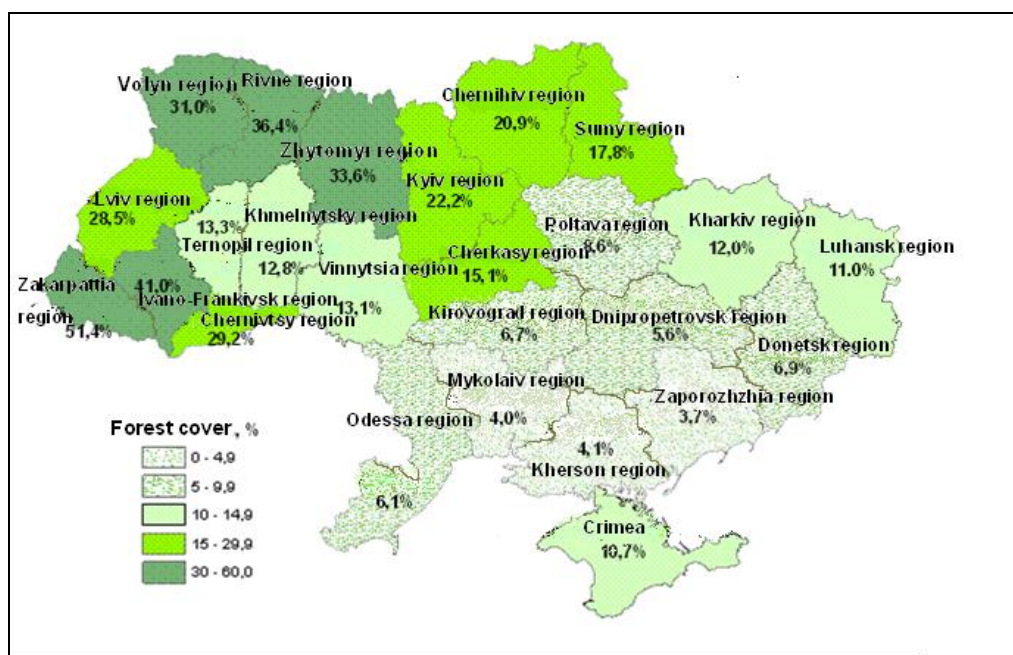 Volyn region
31,0%
Rivne region
36,4%
Zhytomyr region
33,6%
Chernihiv region
20,9%
Sumy region
17,8%
Kyiv region
22,2%
Lviv region
28,5%
13,3%
Ternopil region
Khmelnytsky region
12,8%
Vinnytsia region
13,1%
Cherkasy region
15,1%
Poltava region
8,6%
Kharkiv region
12,0%
Luhansk region
11.0%
Zakarpattia
region
51,4%
41,0%
Ivano-Frankivsk region
Chernivtsy region
29,2%
Kirovograd region
6,7%
Dnipropetrovsk region
5,6%
Donetsk region
6,9%
Mykolaiv region
4,0%
Zaporozhzhia region
3,7%
Odessa region
6,1%
4,1%
Kherson region
Crimea
10,7%
Forest cover, %
0 - 4,9
5 - 9,9
10 - 14,9
15 - 29,9
30 - 60,0